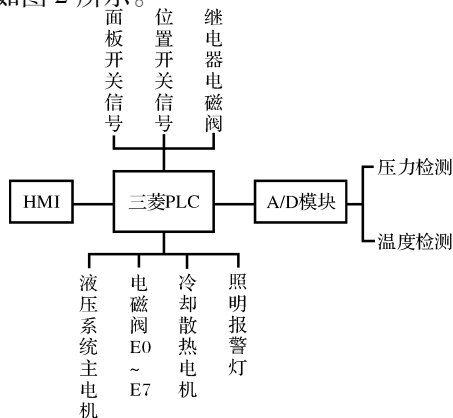 如图 2 所示。
面板开关信号
位置开关信号
继电器电磁阀
HMI
三菱PLC
A/D模块
压力检测
温度检测
液压系统主电机
电磁阀E0~E7
冷却散热电机
照明报警灯